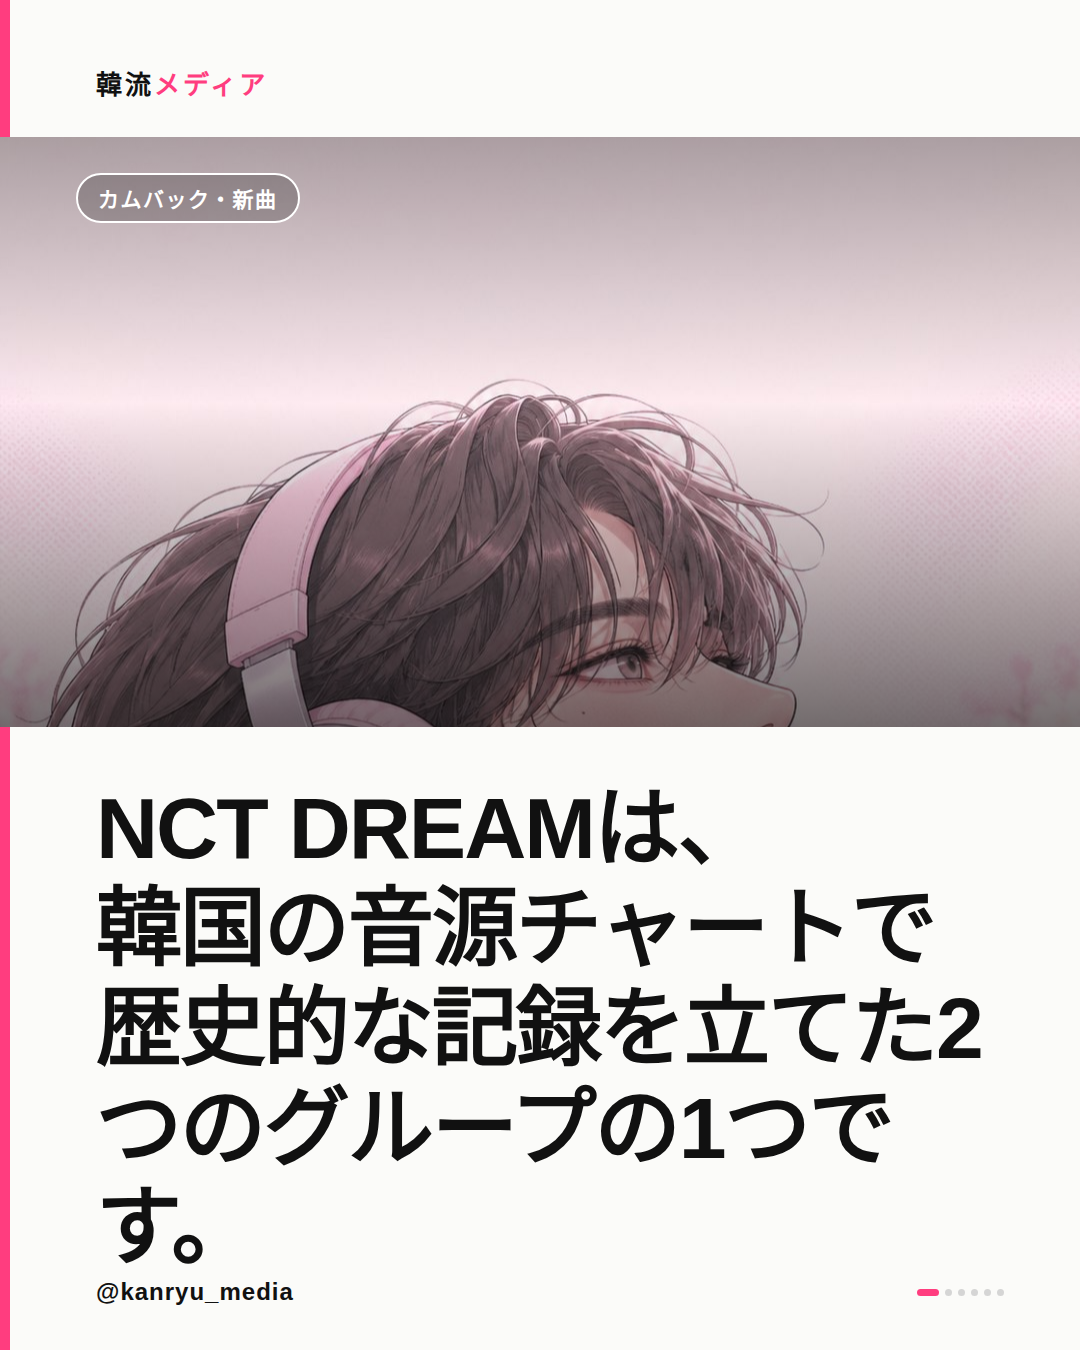 韓流メディア
カムバック・新曲
NCT DREAMは、
韓国の音源チャートで
歴史的な記録を立てた2
つのグループの1つで
す。
@kanryu_media